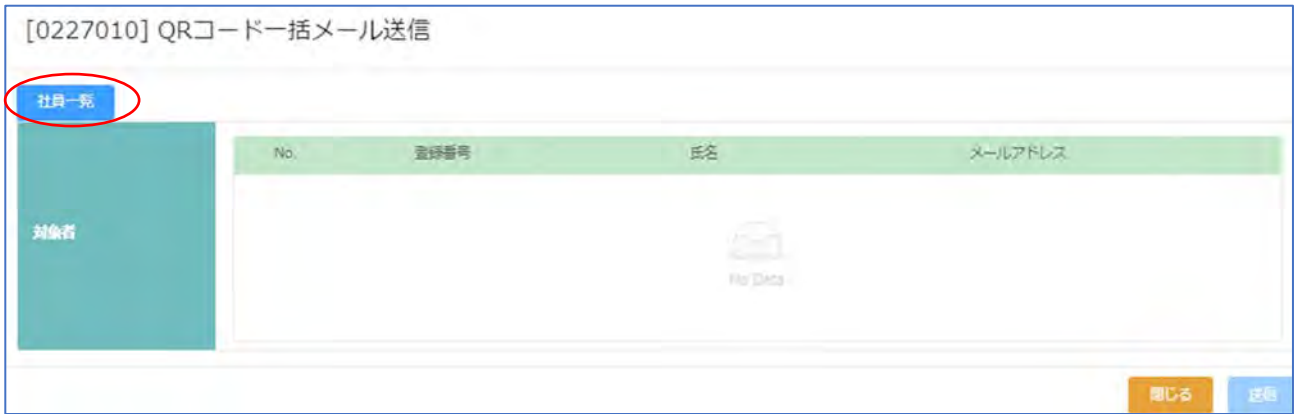 [0227010] QRコード一括メール送信
社員一覧
No. 登録番号 氏名 メールアドレス
対象者
No Data
閉じる 送信